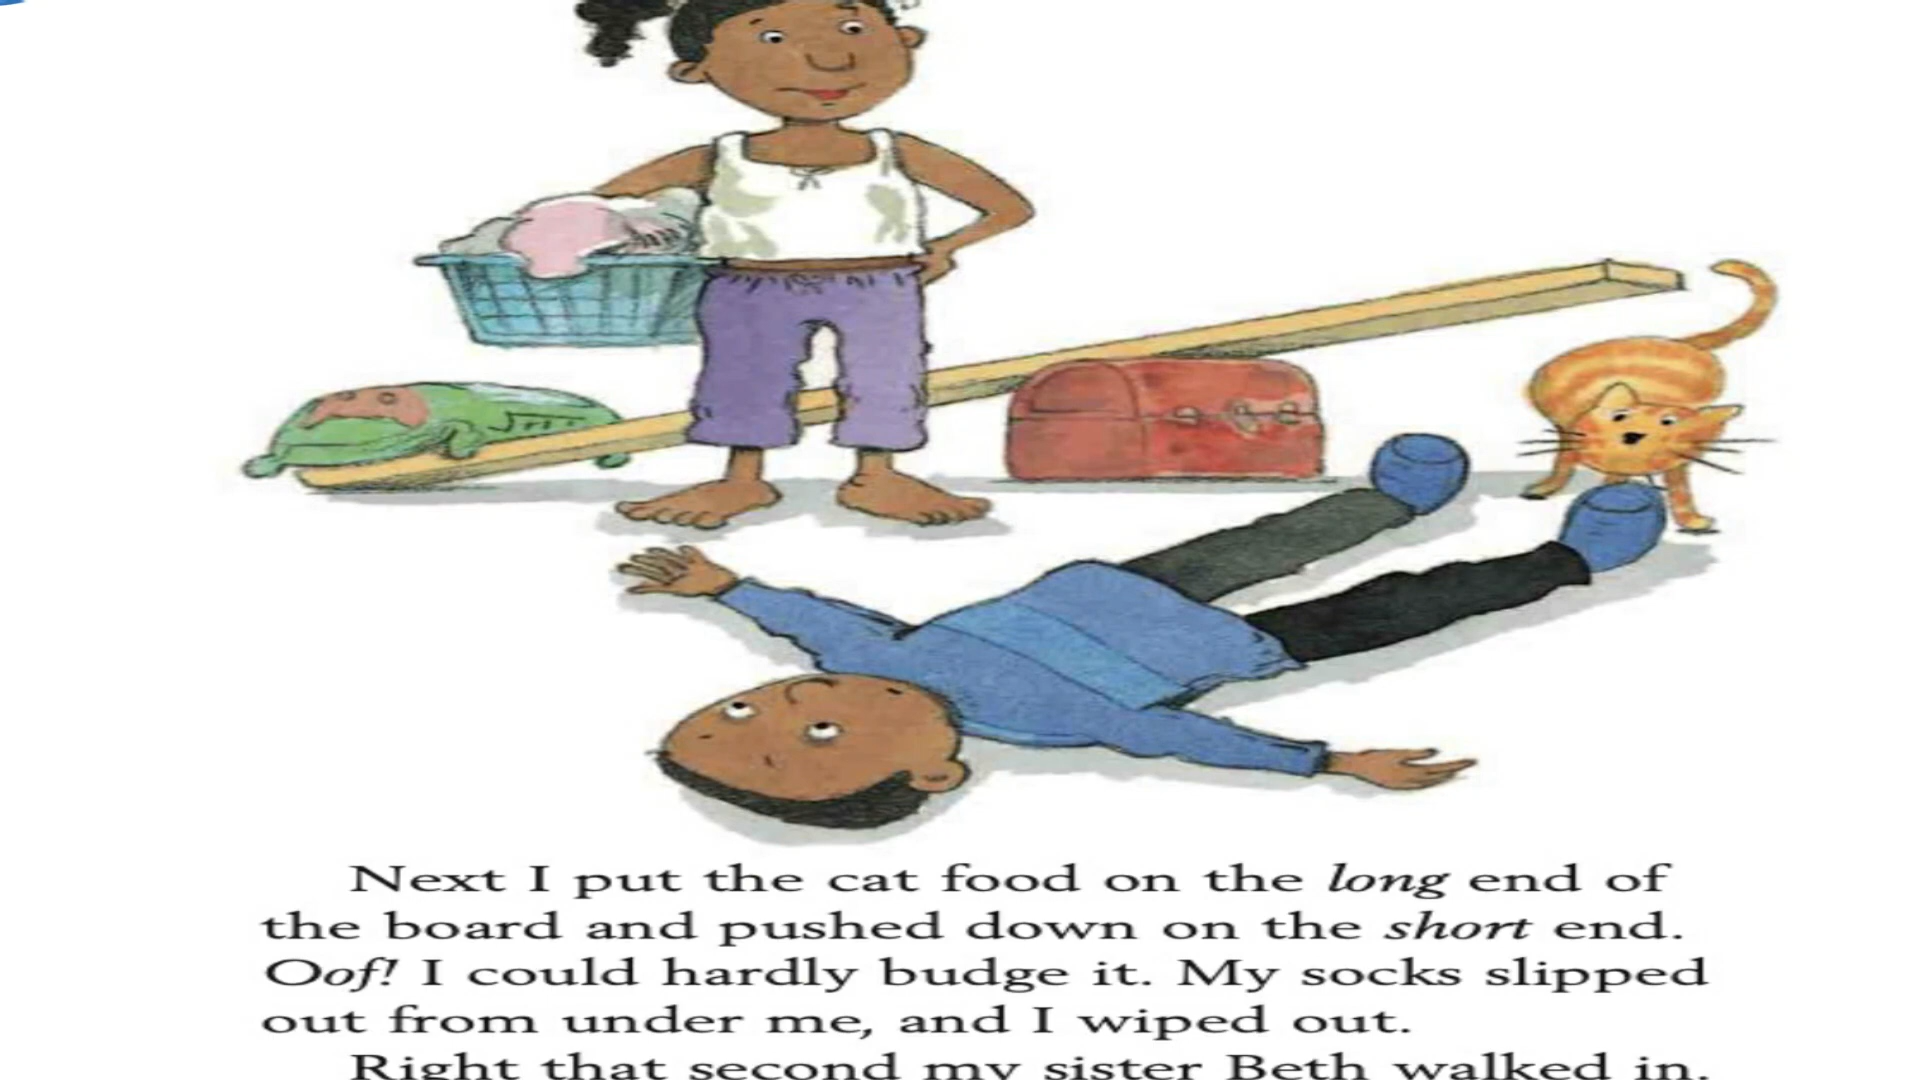 Next I put the cat food on the long end of
the board and pushed down on the short end.
Oof! I could hardly budge it. My socks slipped
out from under me, and I wiped out.
Right that second my sister Beth walked in.